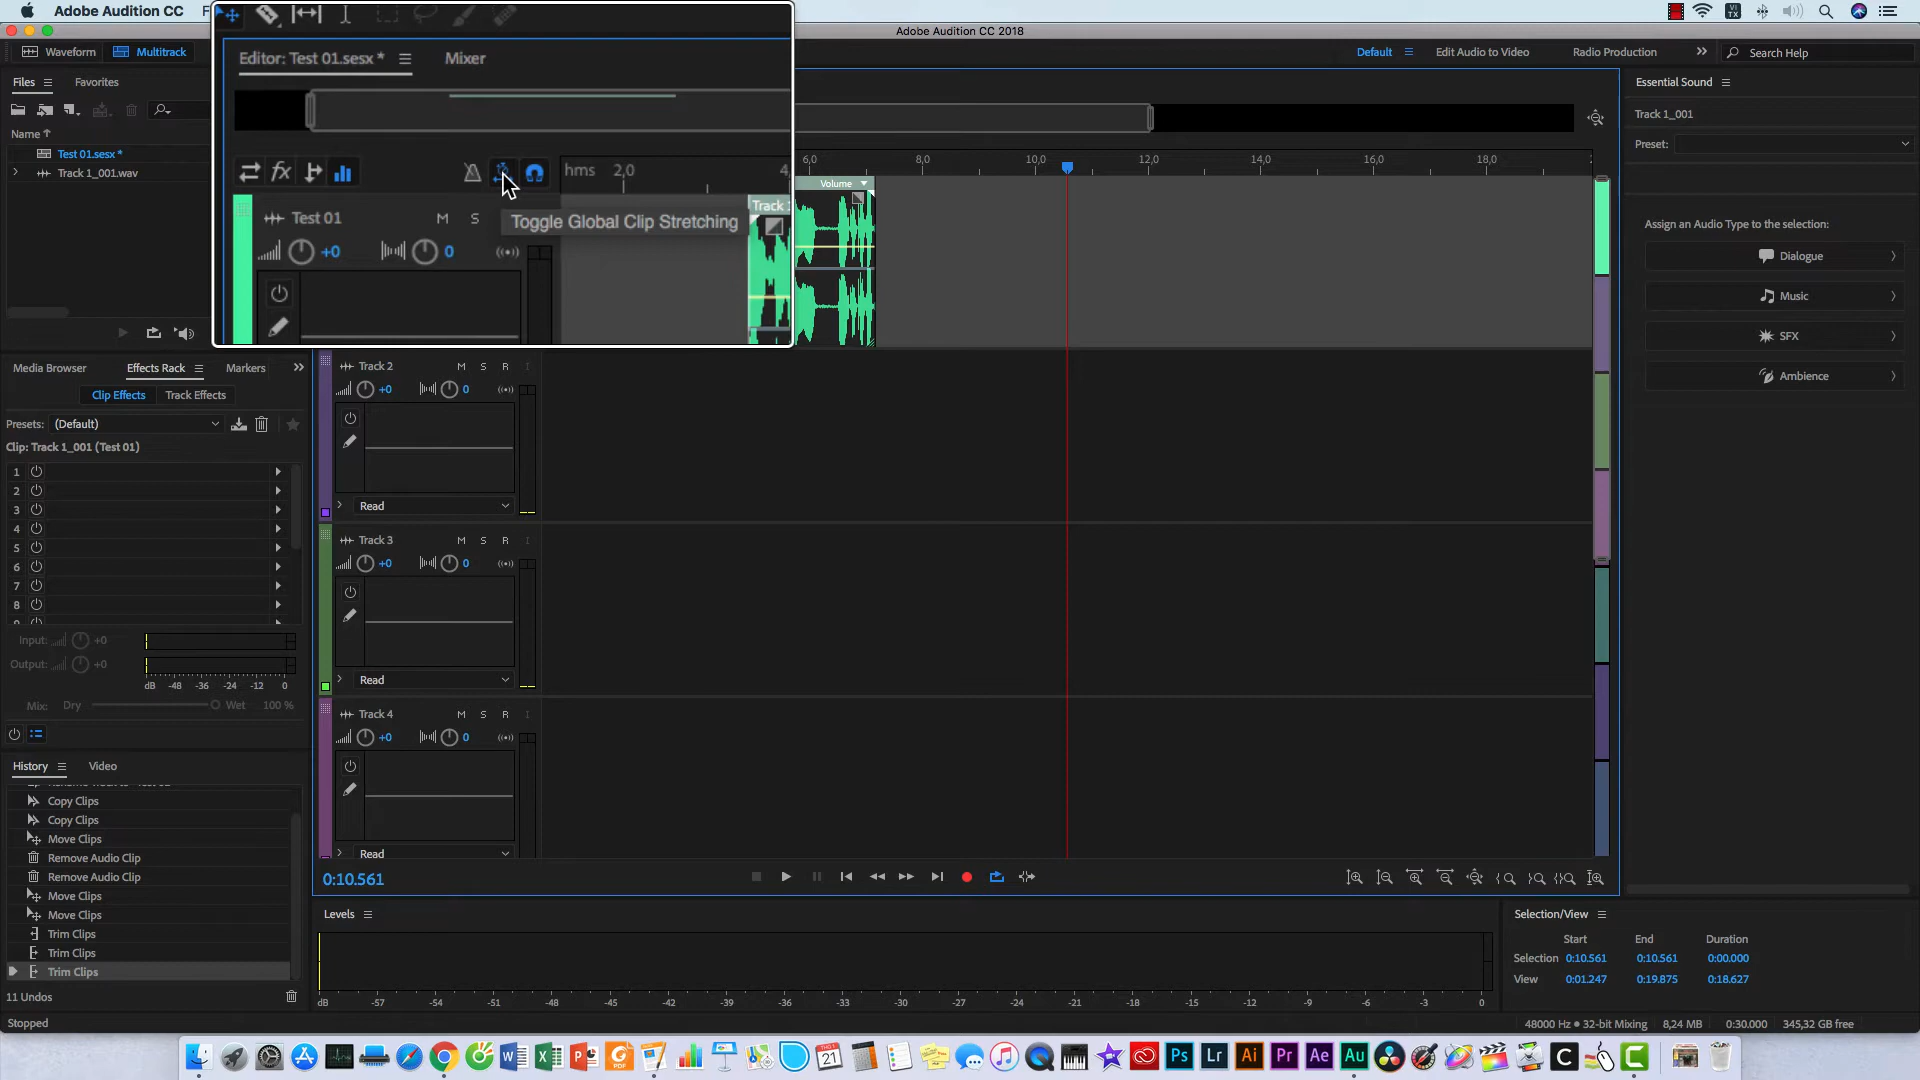 Adobe Audition CC
Adobe Audition CC 2018
Waveform
Multitrack
Default
Edit Audio to Video
Radio Production
Search Help
Files
Favorites
Name
Test 01.sesx *
Track 1_001.wav
Editor: Test 01.sesx *
Mixer
hms
2,0
Test 01
M
S
+0
0
Toggle Global Clip Stretching
6,0
8,0
10,0
12,0
14,0
16,0
18,0
Volume
Essential Sound
Track 1_001
Preset:
Assign an Audio Type to the selection:
Dialogue
Music
SFX
Ambience
Media Browser
Effects Rack
Markers
Clip Effects
Track Effects
Presets:
(Default)
Clip: Track 1_001 (Test 01)
1
2
3
4
5
6
7
8
Input:
+0
Output:
+0
dB
-48
-36
-24
-12
0
Mix:
Dry
Wet
100 %
Track 2
M
S
R
I
+0
0
Read
Track 3
M
S
R
I
+0
0
Read
Track 4
M
S
R
I
+0
0
Read
History
Video
Copy Clips
Copy Clips
Move Clips
Remove Audio Clip
Remove Audio Clip
Move Clips
Move Clips
Trim Clips
Trim Clips
Trim Clips
11 Undos
Stopped
0:10.561
Levels
dB
-57
-54
-51
-48
-45
-42
-39
-36
-33
-30
-27
-24
-21
-18
-15
-12
-9
-6
-3
0
Selection/View
Start
End
Duration
Selection
0:10.561
0:10.561
0:00.000
View
0:01.247
0:19.875
0:18.627
48000 Hz ● 32-bit Mixing
8,24 MB
0:30.000
345,32 GB free
21
Ps
Lr
Ai
Pr
Ae
Au
C